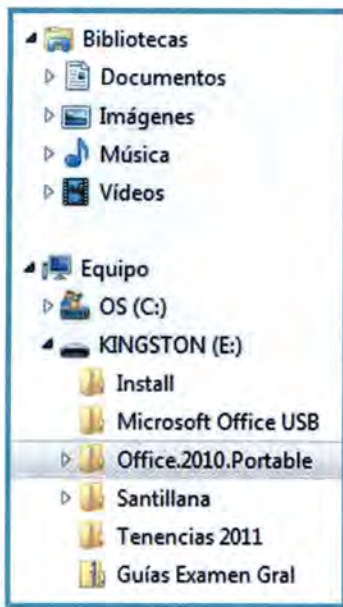 Bibliotecas
Documentos
Imágenes
Música
Vídeos
Equipo
OS (C:)
KINGSTON (E:)
Install
Microsoft Office USB
Office.2010.Portable
Santillana
Tenencias 2011
Guías Examen Gral